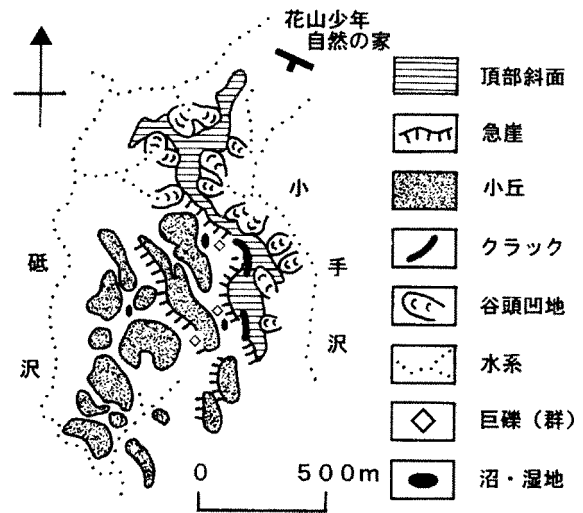 花山少年
自然の家
頂部斜面
急崖
小丘
クラック
谷頭凹地
水系
巨礫（群）
沼・湿地
小
手
沢
砥
沢
0 500m